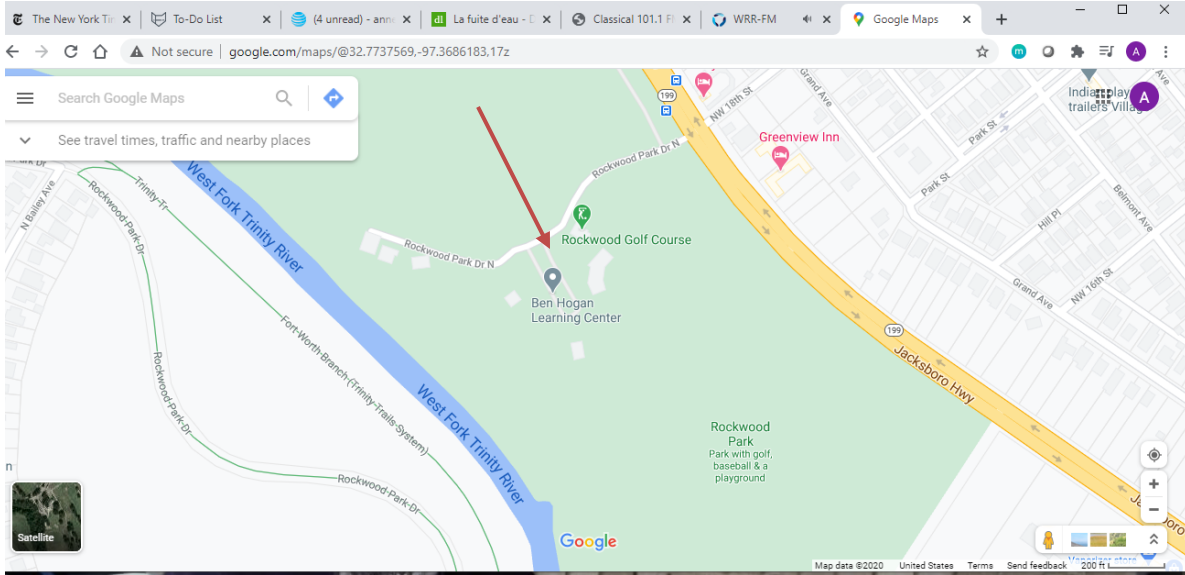 The New York Tir
To-Do List
(4 unread) - ann
La fuite d'eau - D
Classical 101.1 F
WRR-FM
Google Maps
Not secure
google.com/maps/@32.7737569,-97.3686183,17z
A
Search Google Maps
See travel times, traffic and nearby places
A
199
NW 18th St
Grand Ave
Park St
trailers Villag
Greenview Inn
Park St
Belmont Ave
Hill Pl
Rockwood Park Dr N
Rockwood Golf Course
Rockwood Park Dr N
Ben Hogan
Learning Center
N Bailey Ave
Rockwood-Park-Dr
Trinity-Tr
West Fork Trinity River
Grand Ave
NW 16th St
Fort-Worth-Branch-(Trinity-Trails-System)
199
Jacksboro Hwy
Rockwood-Park-Dr
West Fork Trinity River
Rockwood
Park
Park with golf,
baseball & a
playground
Rockwood-Park-Dr
Satellite
Google
Map data ©2020
United States
Terms
Send feedback
200 ft